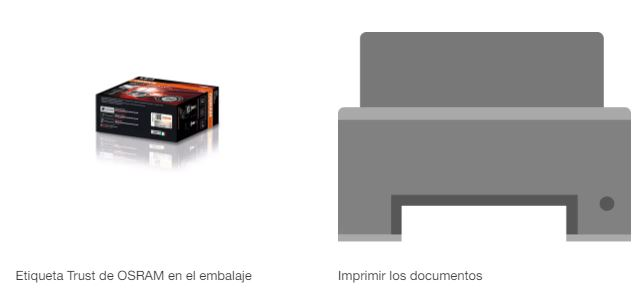 Etiqueta Trust de OSRAM en el embalaje
Imprimir los documentos